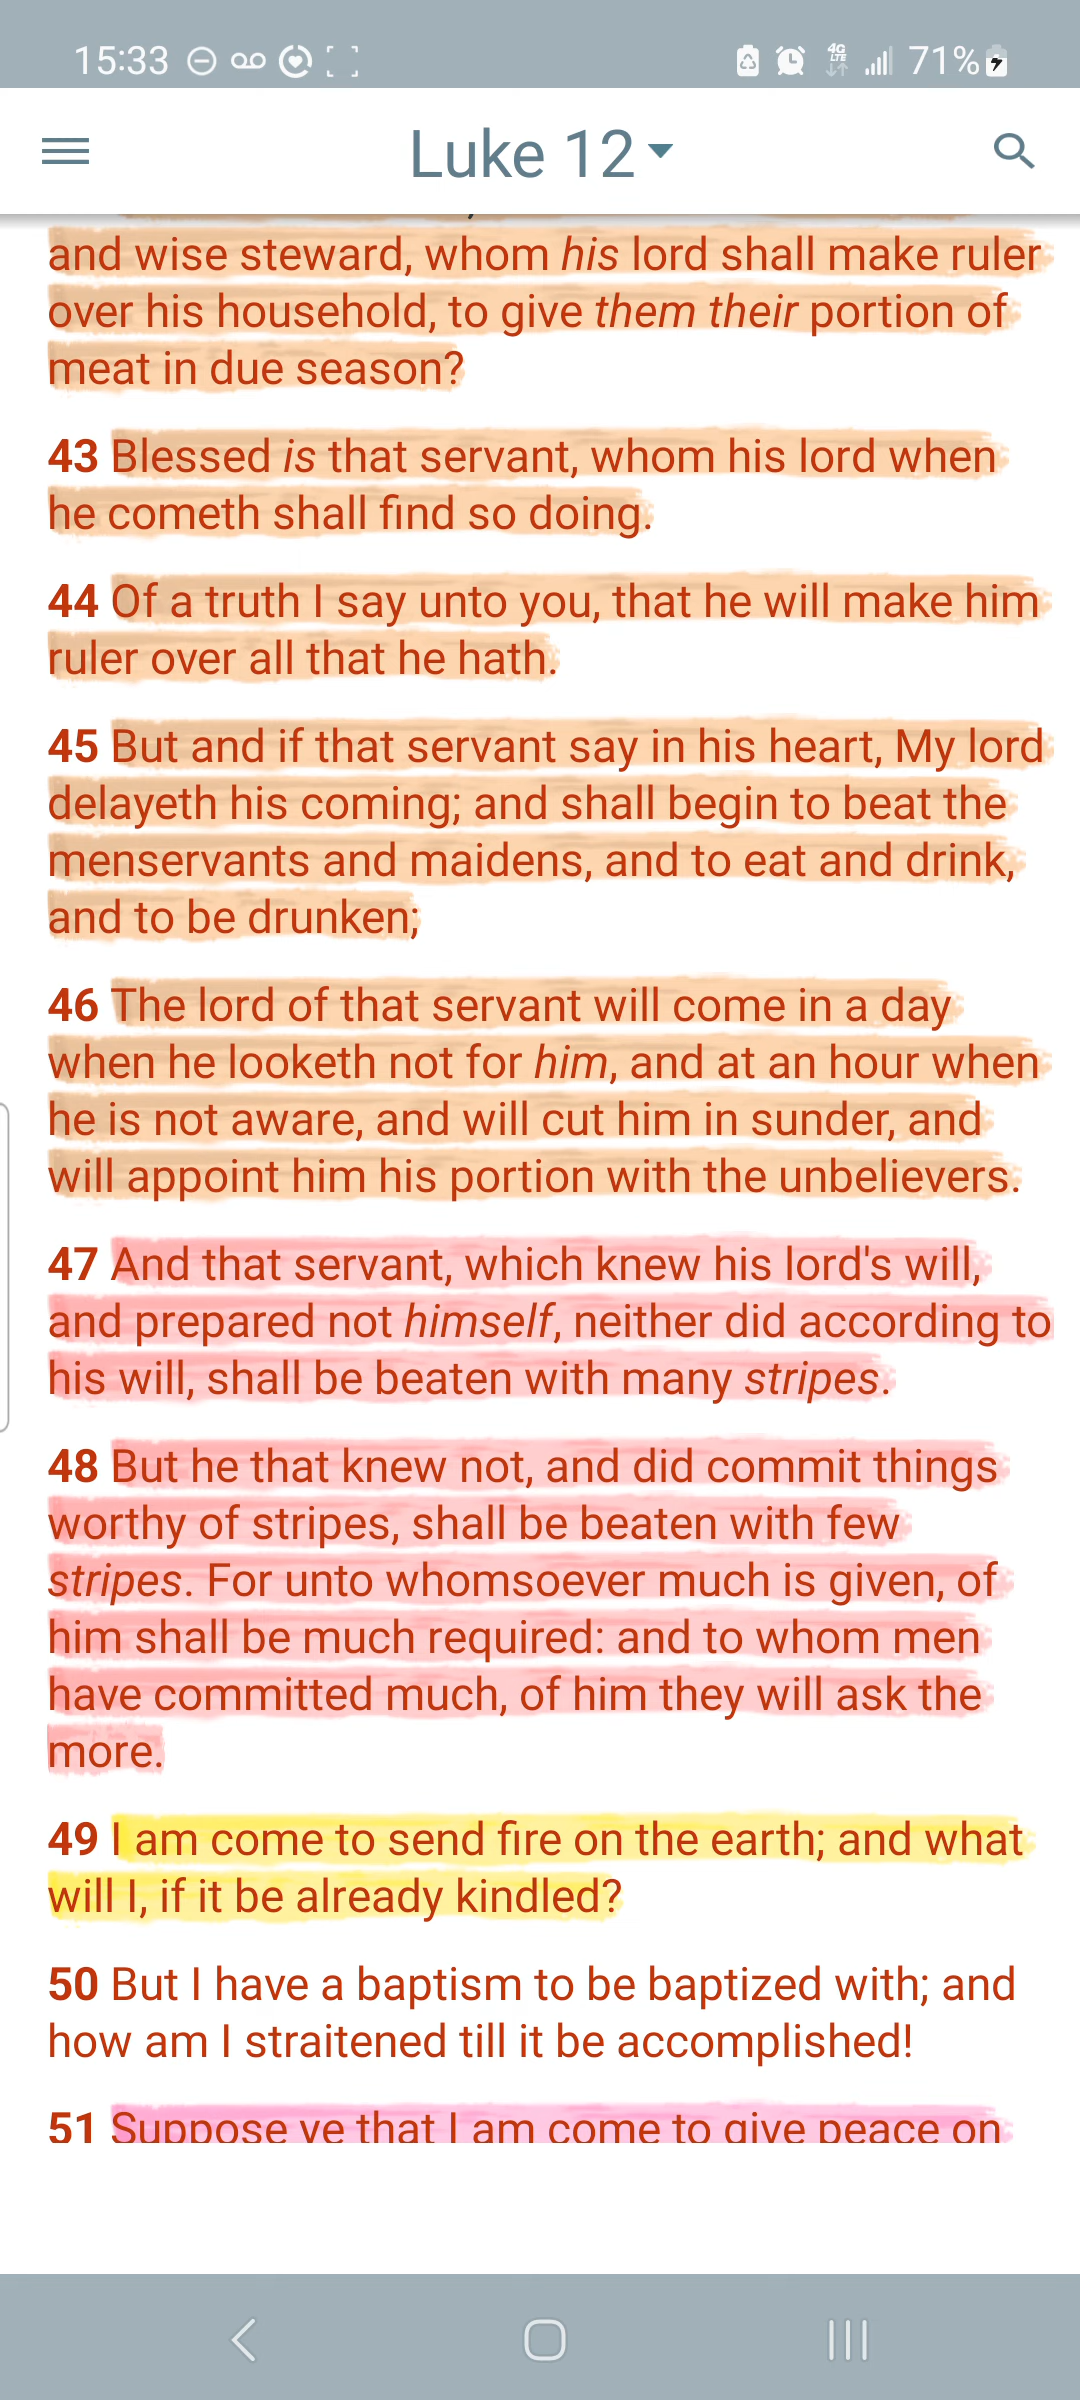 15:33
4G LTE 71%
Luke 12
and wise steward, whom his lord shall make ruler
over his household, to give them their portion of
meat in due season?
43 Blessed is that servant, whom his lord when
he cometh shall find so doing.
44 Of a truth I say unto you, that he will make him
ruler over all that he hath.
45 But and if that servant say in his heart, My lord
delayeth his coming; and shall begin to beat the
menservants and maidens, and to eat and drink,
and to be drunken;
46 The lord of that servant will come in a day
when he looketh not for him, and at an hour when
he is not aware, and will cut him in sunder, and
will appoint him his portion with the unbelievers.
47 And that servant, which knew his lord's will,
and prepared not himself, neither did according to
his will, shall be beaten with many stripes.
48 But he that knew not, and did commit things
worthy of stripes, shall be beaten with few
stripes. For unto whomsoever much is given, of
him shall be much required: and to whom men
have committed much, of him they will ask the
more.
49 I am come to send fire on the earth; and what
will I, if it be already kindled?
50 But I have a baptism to be baptized with; and
how am I straitened till it be accomplished!
51 Suppose ye that I am come to give peace on